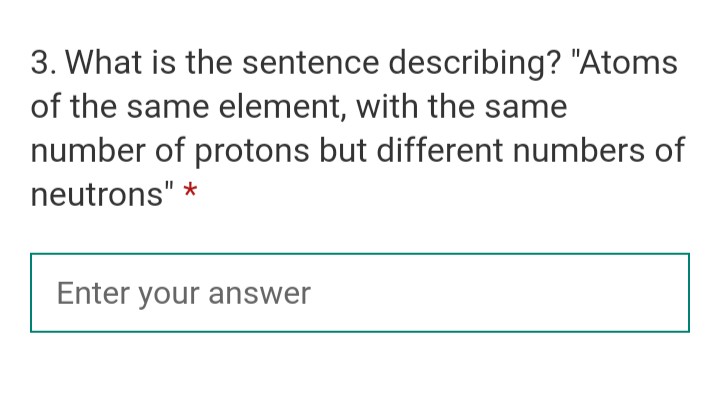 3. What is the sentence describing? "Atoms
of the same element, with the same
number of protons but different numbers of
neutrons" *
Enter your answer